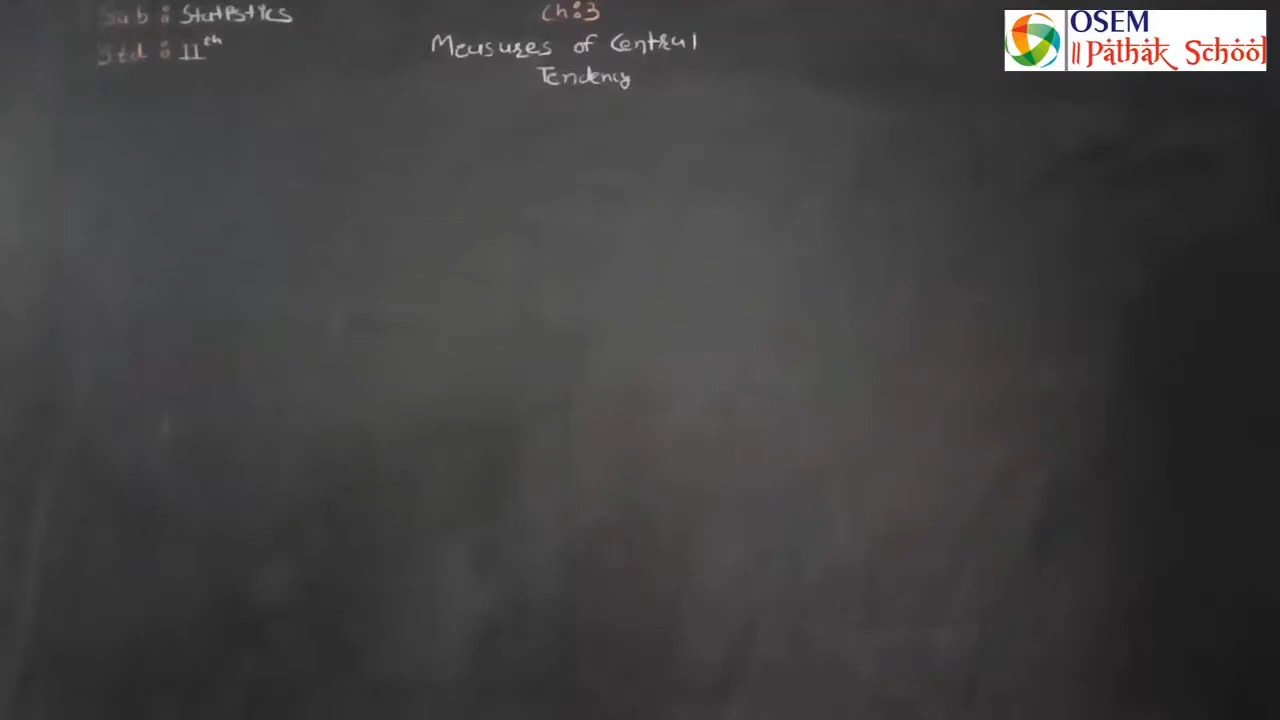 Sub : Statistics
Std : 11th
Ch : 3
Measures of Central
Tendency
OSEM
|| Pathak School